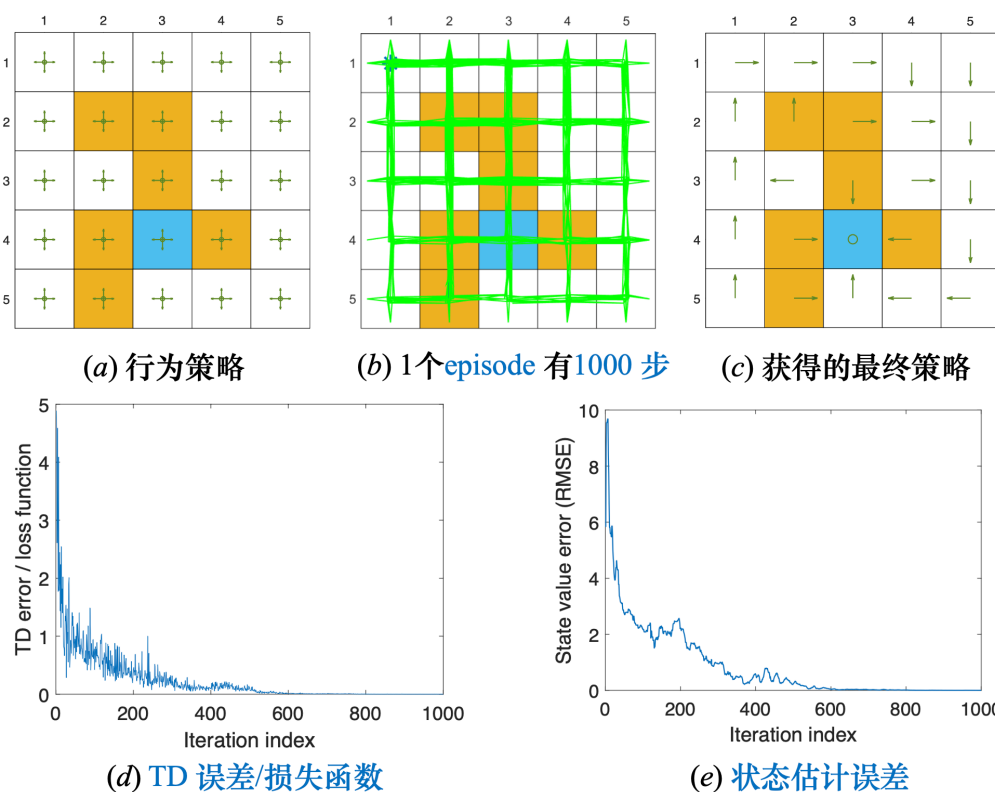 1 2 3 4 5 1 2 3 4 5 1 2 3 4 5
1 1 1
2 2 2
3 3 3
4 4 4
5 5 5
(a) 行为策略 (b) 1个episode 有1000 步 (c) 获得的最终策略
TD error / loss function
5
4
3
2
1
0
0 200 400 600 800 1000
Iteration index
(d) TD 误差/损失函数
State value error (RMSE)
10
8
6
4
2
0
0 200 400 600 800 1000
Iteration index
(e) 状态估计误差